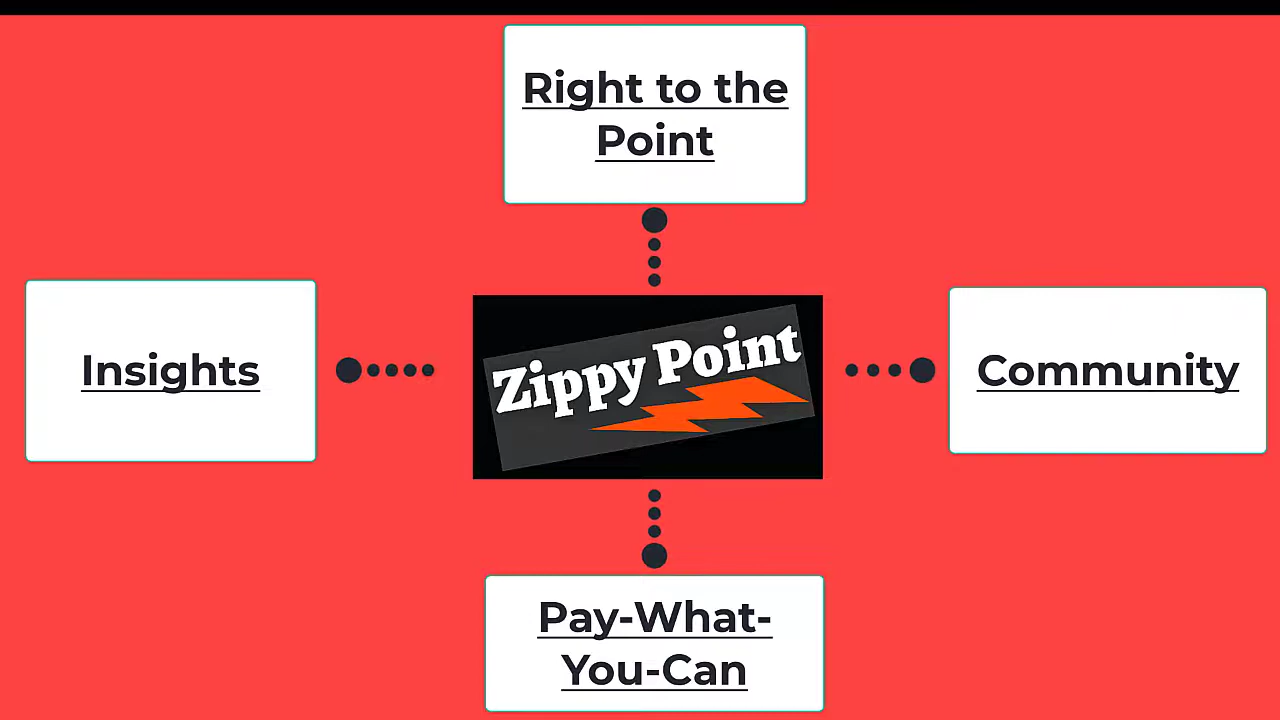 Right to the
Point
Insights
Zippy Point
Community
Pay-What-
You-Can